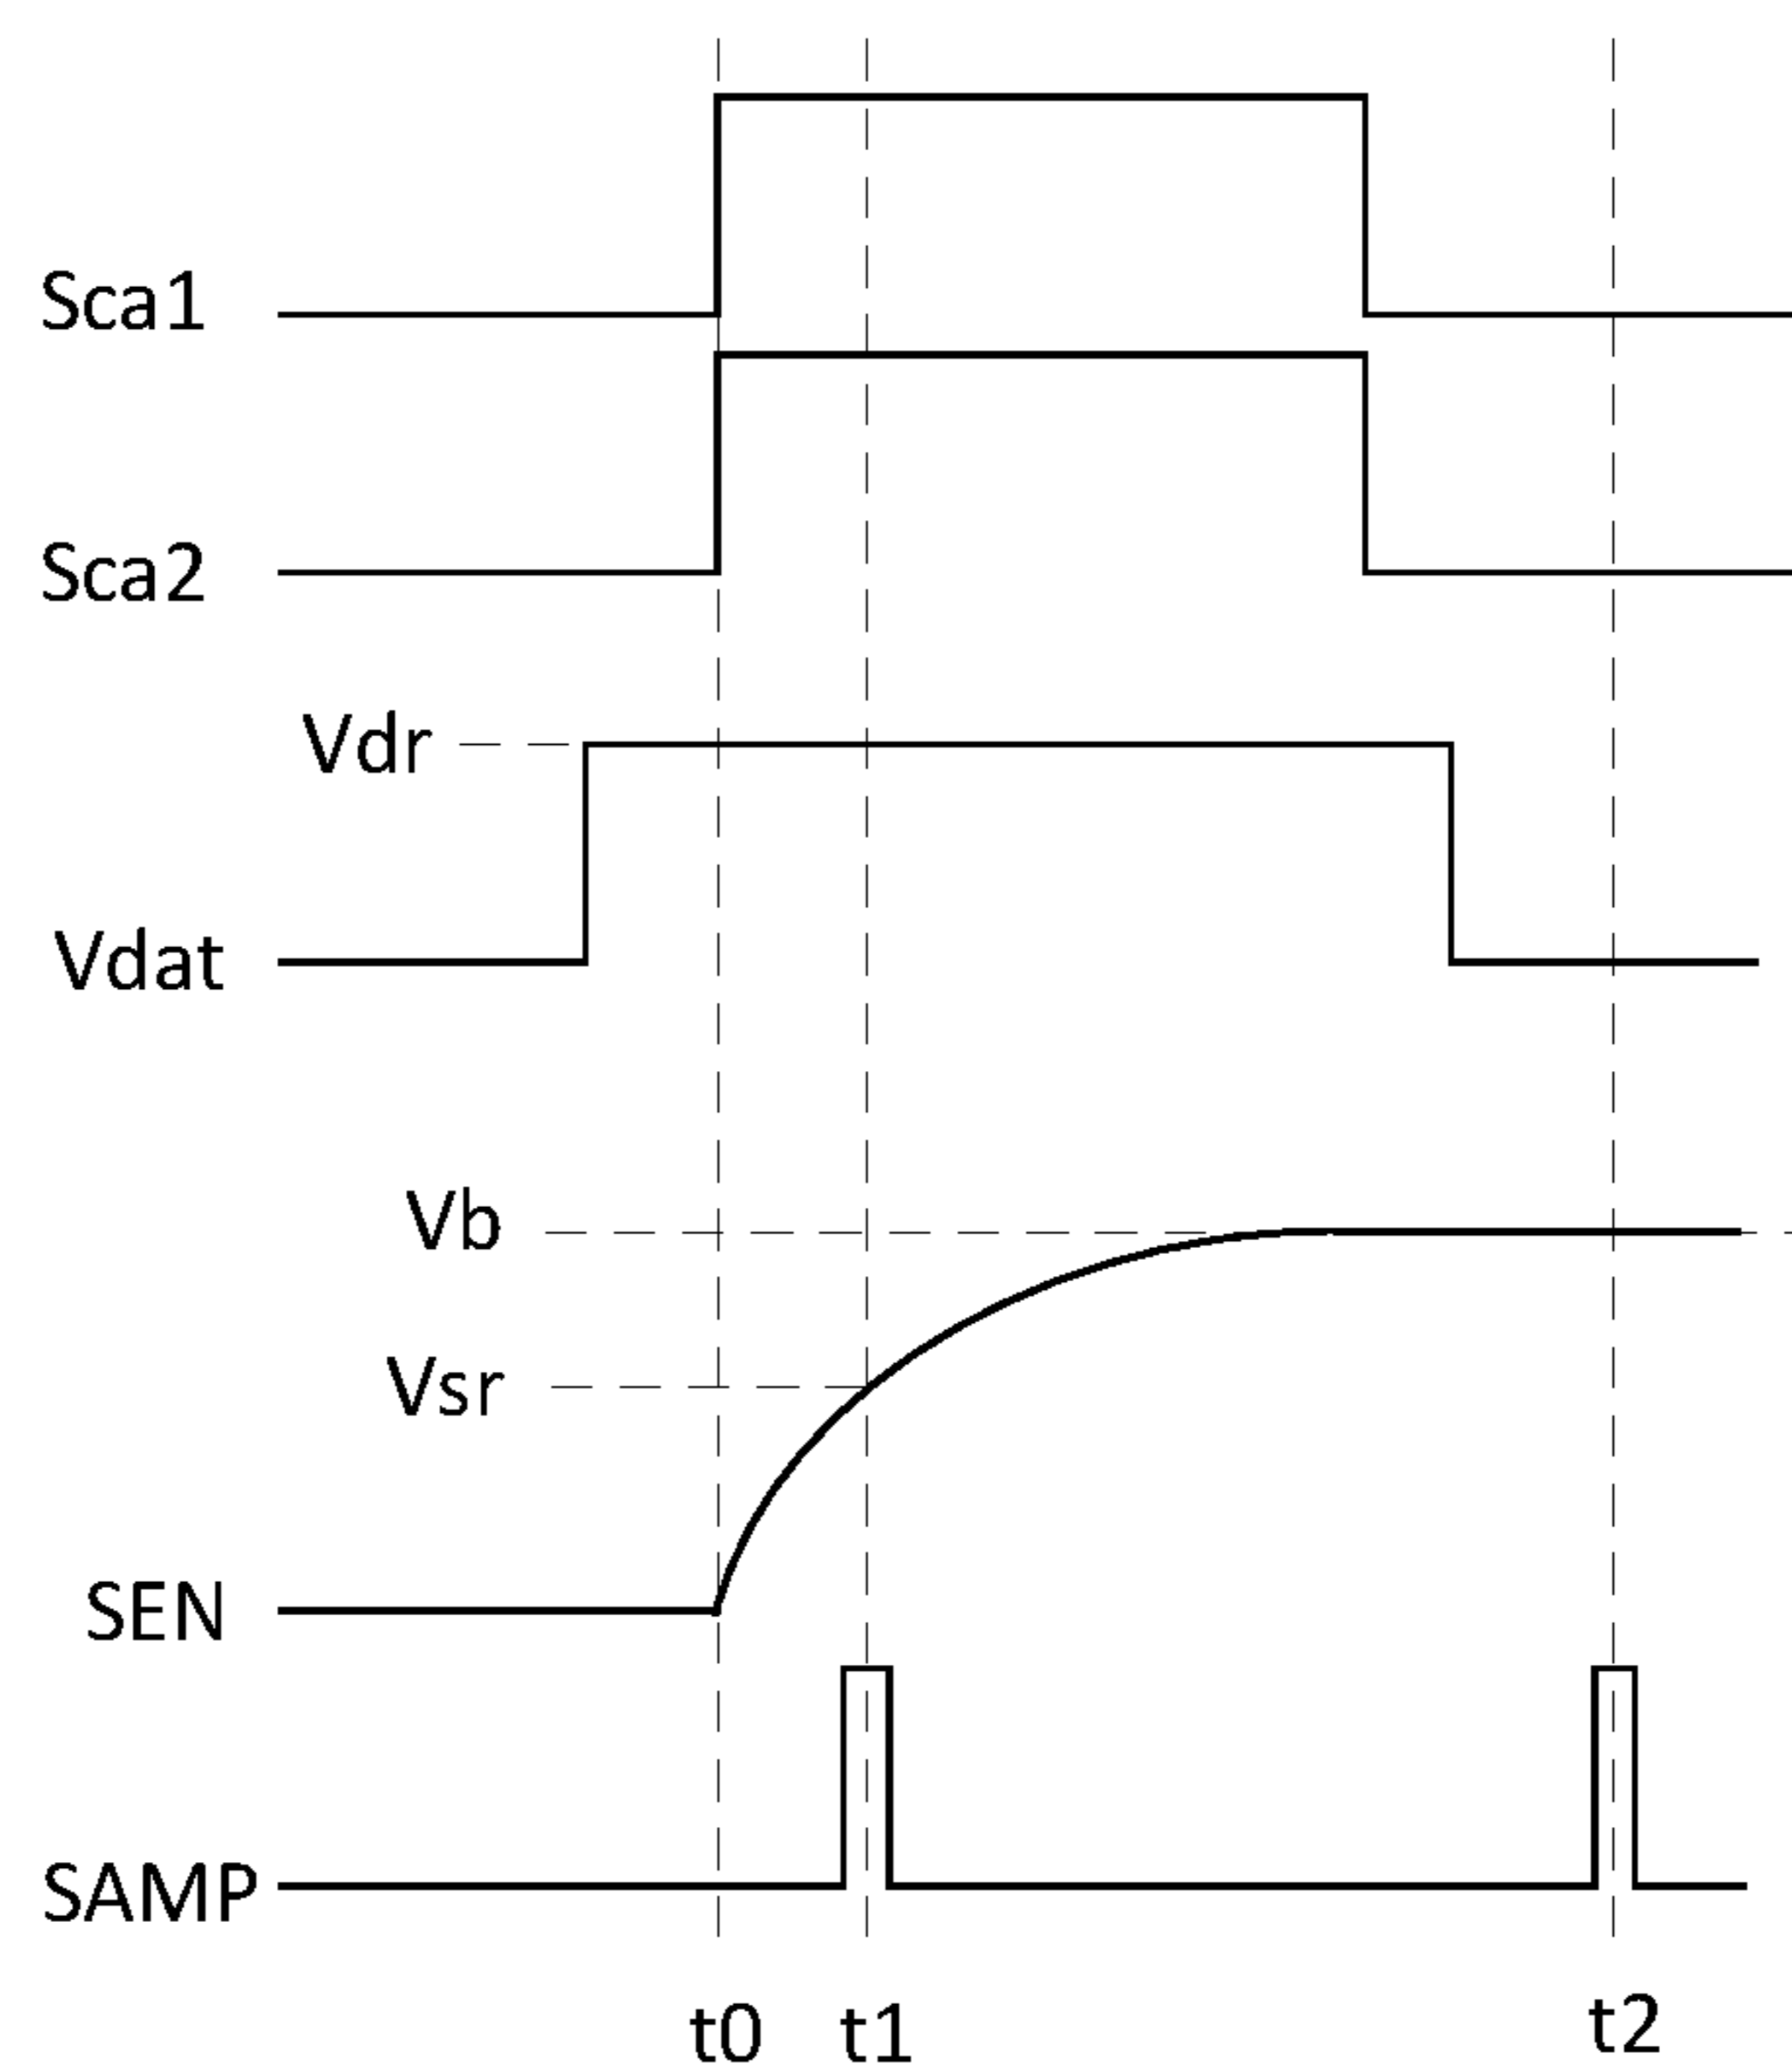 Sca1
Sca2
Vdr
Vdat
Vb
Vsr
SEN
SAMP
t0 t1 t2